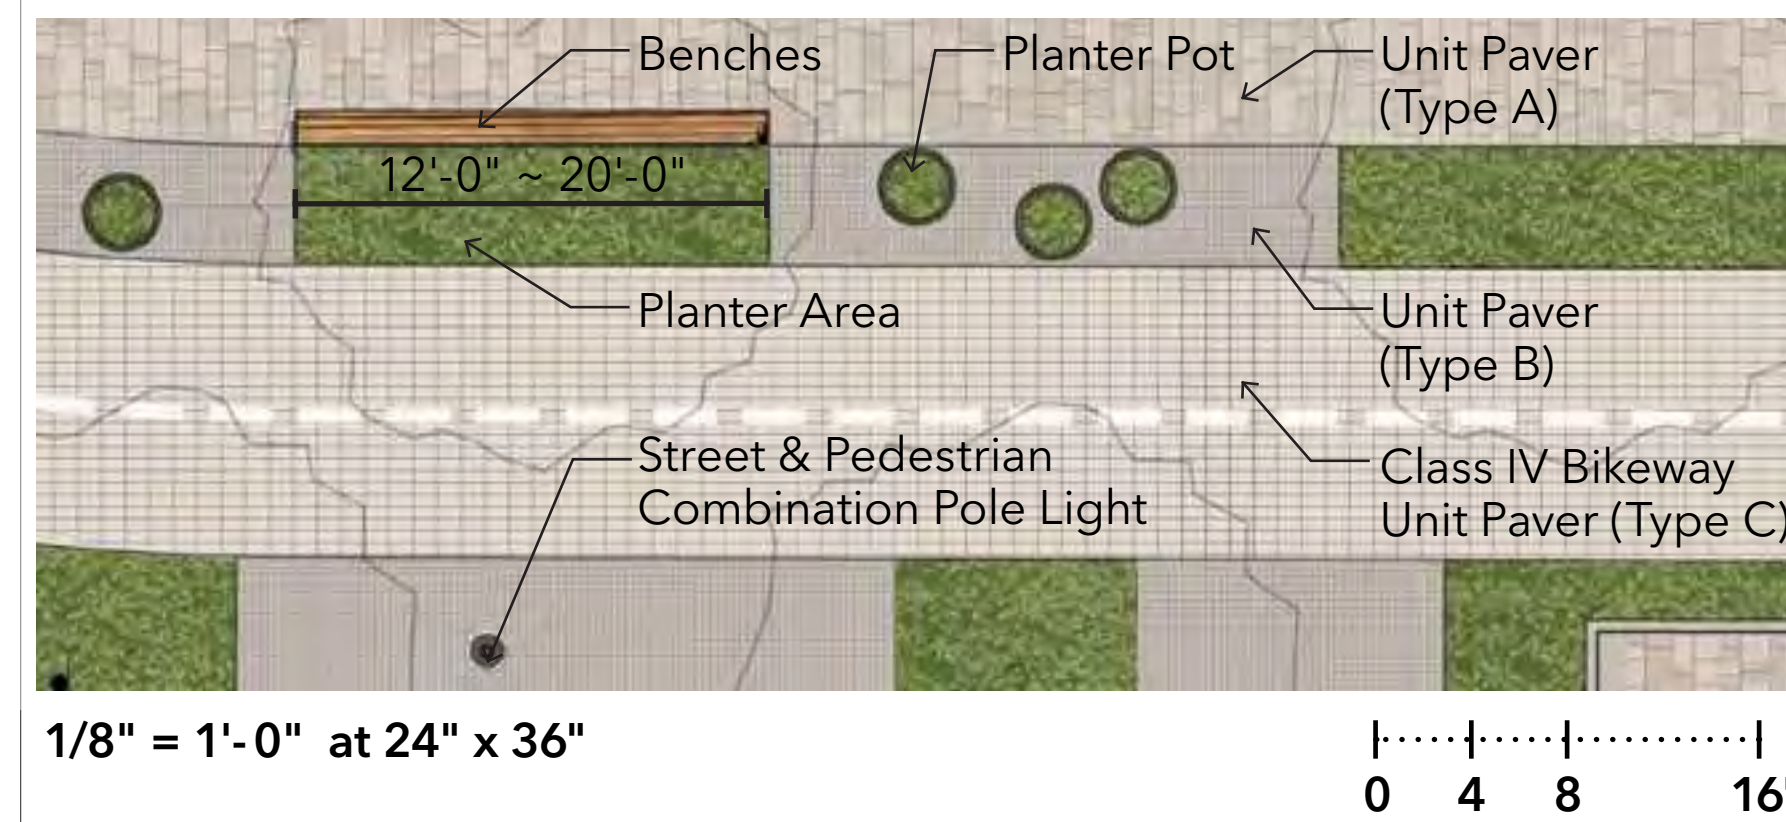 Benches
Planter Pot
Unit Paver
(Type A)
12'-0" ~ 20'-0"
Planter Area
Unit Paver
(Type B)
Street & Pedestrian
Combination Pole Light
Class IV Bikeway
Unit Paver (Type C)
1/8" = 1'-0" at 24" x 36"
0 4 8 16'